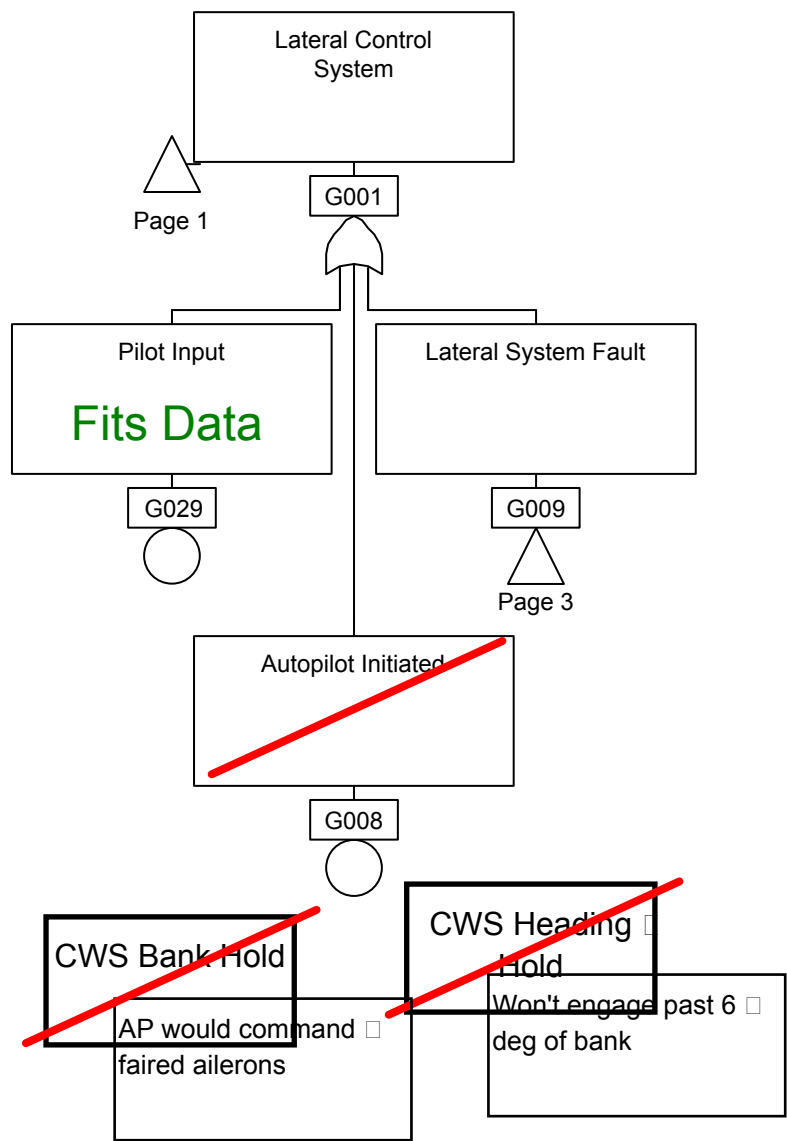 Lateral Control
System
G001
Page 1
Pilot Input
Fits Data
Lateral System Fault
G029
G009
Page 3
Autopilot Initiated
G008
CWS Bank Hold
CWS Heading
Hold
AP would command
faired ailerons
Won't engage past 6
deg of bank